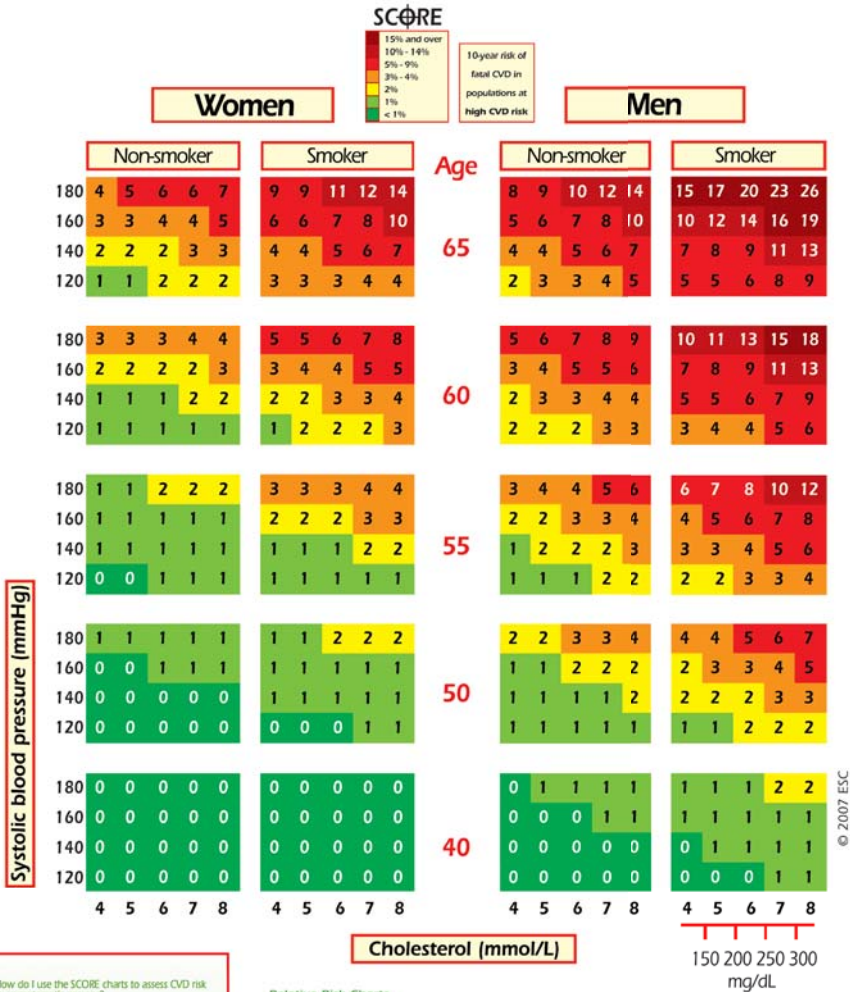 SCORE
15% and over
10% - 14%
5% - 9%
3% - 4%
2%
1%
< 1%
10-year risk of
fatal CVD in
populations at
high CVD risk
Women
Men
Non-smoker Smoker Age Non-smoker Smoker
180 4 5 6 6 7 9 9 11 12 14 8 9 10 12 14 15 17 20 23 26
160 3 3 4 4 5 6 6 7 8 10 5 6 7 8 10 10 12 14 16 19
140 2 2 2 3 3 4 4 5 6 7 65 4 4 5 6 7 7 8 9 11 13
120 1 1 2 2 2 3 3 3 4 4 2 3 3 4 5 5 5 6 8 9
180 3 3 3 4 4 5 5 6 7 8 5 6 7 8 9 10 11 13 15 18
160 2 2 2 2 3 3 4 4 5 5 3 4 5 5 6 7 8 9 11 13
140 1 1 1 2 2 2 2 3 3 4 60 2 3 3 4 4 5 5 6 7 9
120 1 1 1 1 1 1 2 2 2 3 2 2 2 3 3 3 4 4 5 6
180 1 1 2 2 2 3 3 3 4 4 3 4 4 5 6 6 7 8 10 12
160 1 1 1 1 1 2 2 2 3 3 2 2 3 3 4 4 5 6 7 8
140 1 1 1 1 1 1 1 1 2 2 55 1 2 2 2 3 3 3 4 5 6
120 0 0 1 1 1 1 1 1 1 1 1 1 1 2 2 2 2 3 3 4
180 1 1 1 1 1 1 1 2 2 2 2 2 3 3 4 4 4 5 6 7
160 0 0 1 1 1 1 1 1 1 1 1 1 2 2 2 2 3 3 4 5
140 0 0 0 0 0 1 1 1 1 1 50 1 1 1 1 2 2 2 2 3 3
120 0 0 0 0 0 0 0 0 1 1 1 1 1 1 1 1 1 2 2 2
180 0 0 0 0 0 0 0 0 0 0 0 1 1 1 1 1 1 1 2 2
160 0 0 0 0 0 0 0 0 0 0 0 0 0 1 1 1 1 1 1 1
140 0 0 0 0 0 0 0 0 0 0 40 0 0 0 0 0 0 1 1 1 1
120 0 0 0 0 0 0 0 0 0 0 0 0 0 0 0 0 0 0 1 1
4 5 6 7 8 4 5 6 7 8 4 5 6 7 8 4 5 6 7 8
Systolic blood pressure (mmHg)
Cholesterol (mmol/L)
150 200 250 300
mg/dL
© 2007 ESC
How do I use the SCORE charts to assess CVD risk